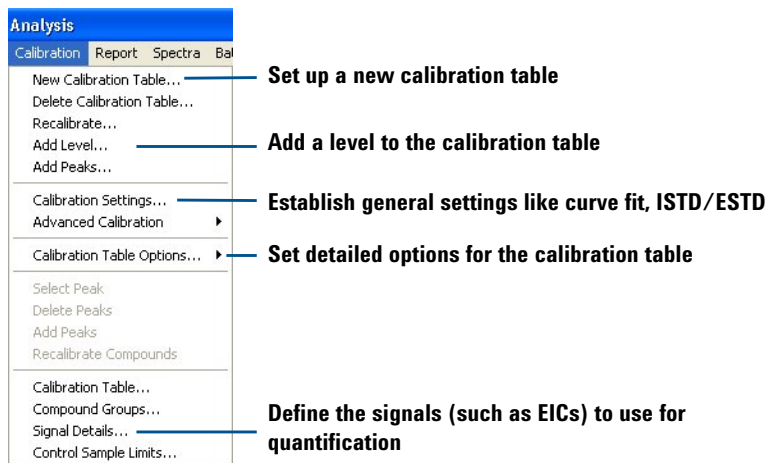 Analysis
Calibration Report Spectra Bat
New Calibration Table... Set up a new calibration table
Delete Calibration Table...
Recalibrate...
Add Level... Add a level to the calibration table
Add Peaks...
Calibration Settings... Establish general settings like curve fit, ISTD/ESTD
Advanced Calibration
Calibration Table Options... Set detailed options for the calibration table
Select Peak
Delete Peaks
Add Peaks
Recalibrate Compounds
Calibration Table...
Compound Groups...
Signal Details... Define the signals (such as EICs) to use for
quantification
Control Sample Limits...